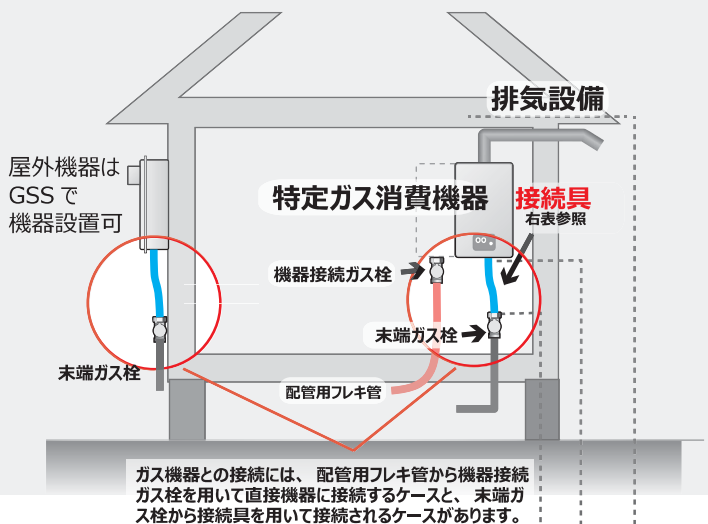 排気設備
屋外機器は
GSS で
機器設置可
特定ガス消費機器
接続具
右表参照
機器接続ガス栓
末端ガス栓
末端ガス栓
配管用フレキ管
ガス機器との接続には、配管用フレキ管から機器接続
ガス栓を用いて直接機器に接続するケースと、末端ガ
ス栓から接続具を用いて接続されるケースがあります。